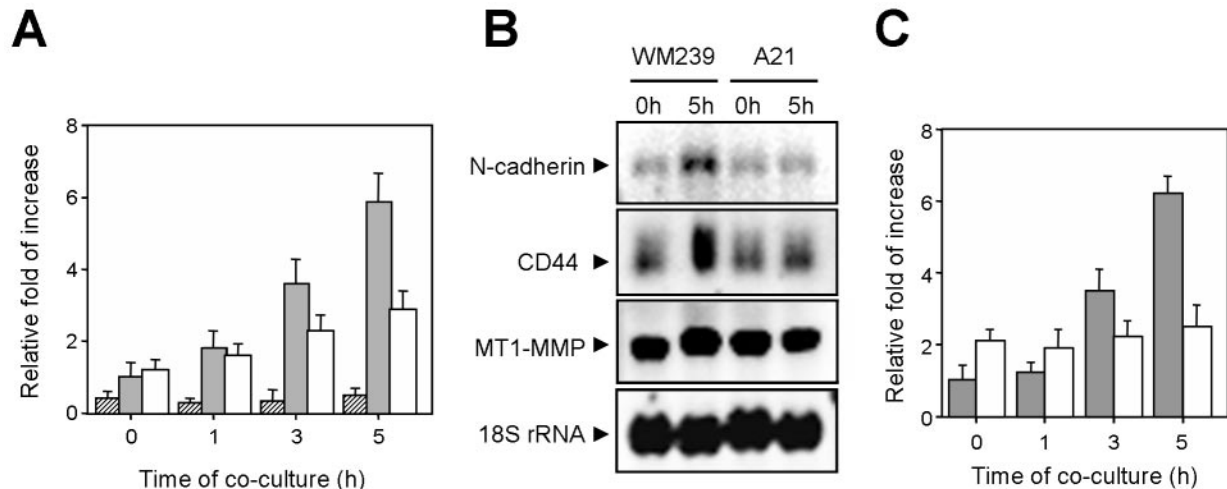 A
Relative fold of increase
8
6
4
2
0
0 1 3 5
Time of co-culture (h)
B
WM239 A21
0h 5h 0h 5h
N-cadherin ►
CD44 ►
MT1-MMP ►
18S rRNA ►
C
Relative fold of increase
8
6
4
2
0
0 1 3 5
Time of co-culture (h)